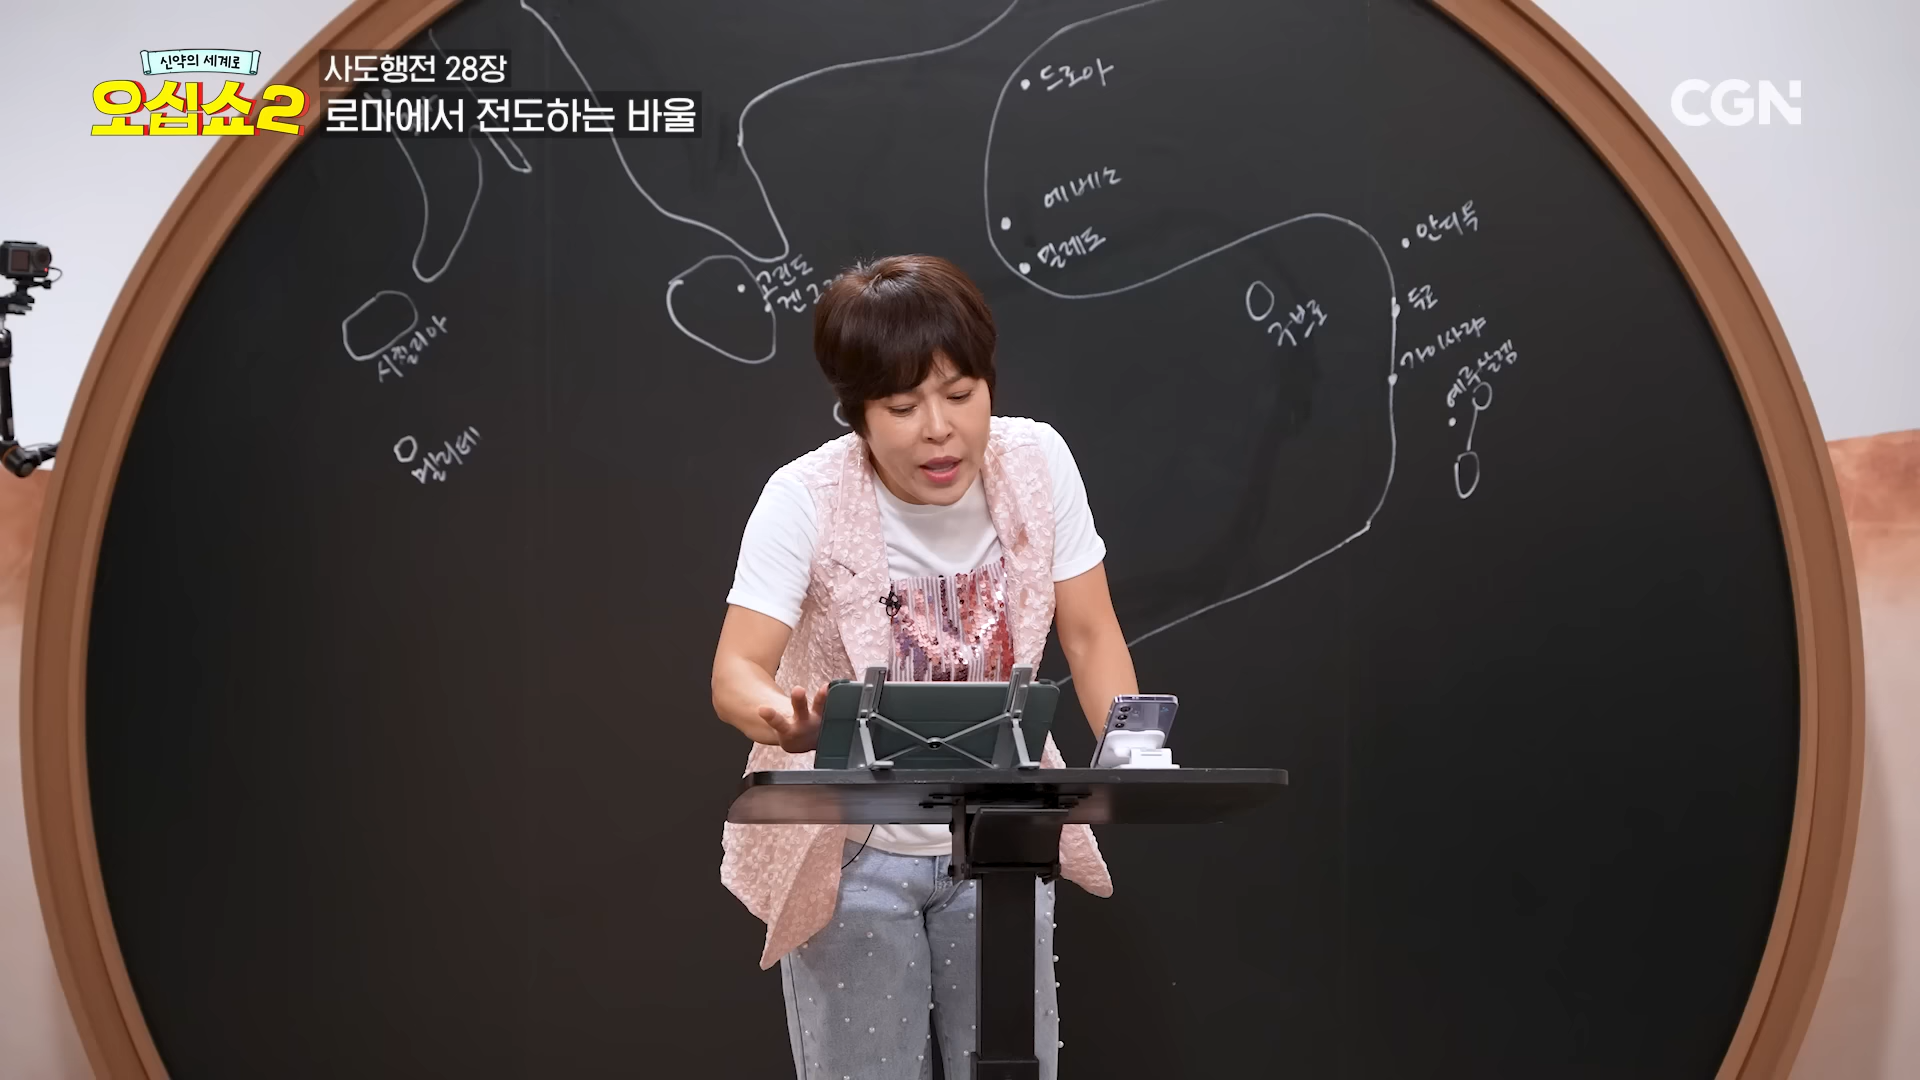 신약의 세계로
오십쇼2
사도행전 28장
로마에서 전도하는 바울
CGN
드로아
에베소
밀레도
안디옥
고린도
겐그
구브로
두로
가이사랴
예루살렘
시칠리아
말리데